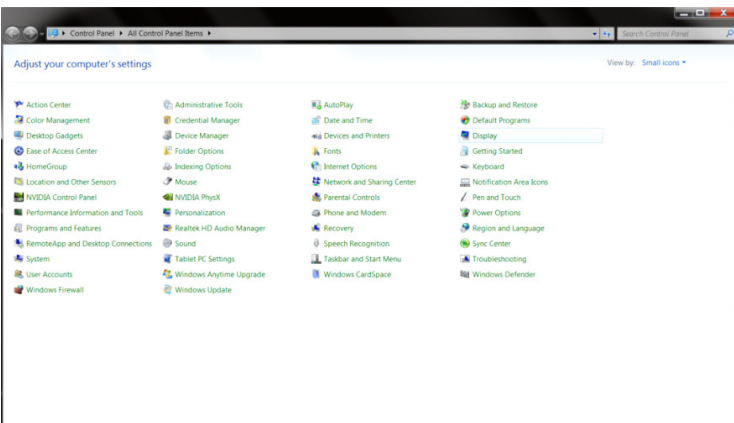 Control Panel ▸ All Control Panel Items ▸ Search Control Panel
Adjust your computer's settings View by: Small icons
Action Center Administrative Tools AutoPlay Backup and Restore
Color Management Credential Manager Date and Time Default Programs
Desktop Gadgets Device Manager Devices and Printers Display
Ease of Access Center Folder Options Fonts Getting Started
HomeGroup Indexing Options Internet Options Keyboard
Location and Other Sensors Mouse Network and Sharing Center Notification Area Icons
NVIDIA Control Panel NVIDIA PhysX Parental Controls Pen and Touch
Performance Information and Tools Personalization Phone and Modem Power Options
Programs and Features Realtek HD Audio Manager Recovery Region and Language
RemoteApp and Desktop Connections Sound Speech Recognition Sync Center
System Tablet PC Settings Taskbar and Start Menu Troubleshooting
User Accounts Windows Anytime Upgrade Windows CardSpace Windows Defender
Windows Firewall Windows Update